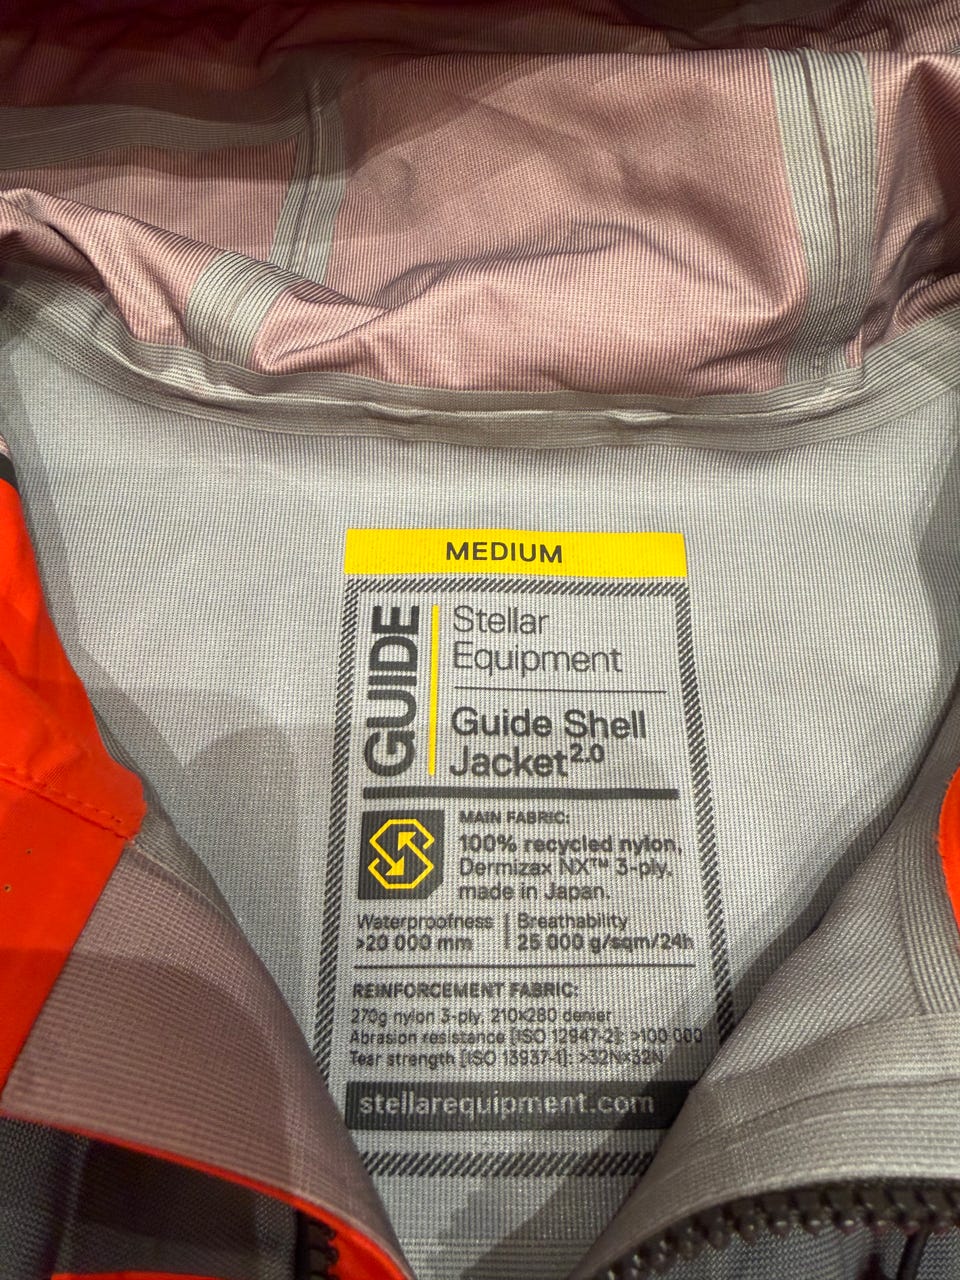 MEDIUM
GUIDE
Stellar
Equipment
Guide Shell
Jacket 2.0
MAIN FABRIC:
100% recycled nylon,
Dermizax NX™ 3-ply,
made in Japan.
Waterproofness | Breathability
>20 000 mm | 25 000 g/sqm/24h
REINFORCEMENT FABRIC:
270g nylon 3-ply, 210x280 denier
Abrasion resistance [ISO 12947-2]: >100 000
Tear strength [ISO 13937-1]: >32N×32N
stellarequipment.com